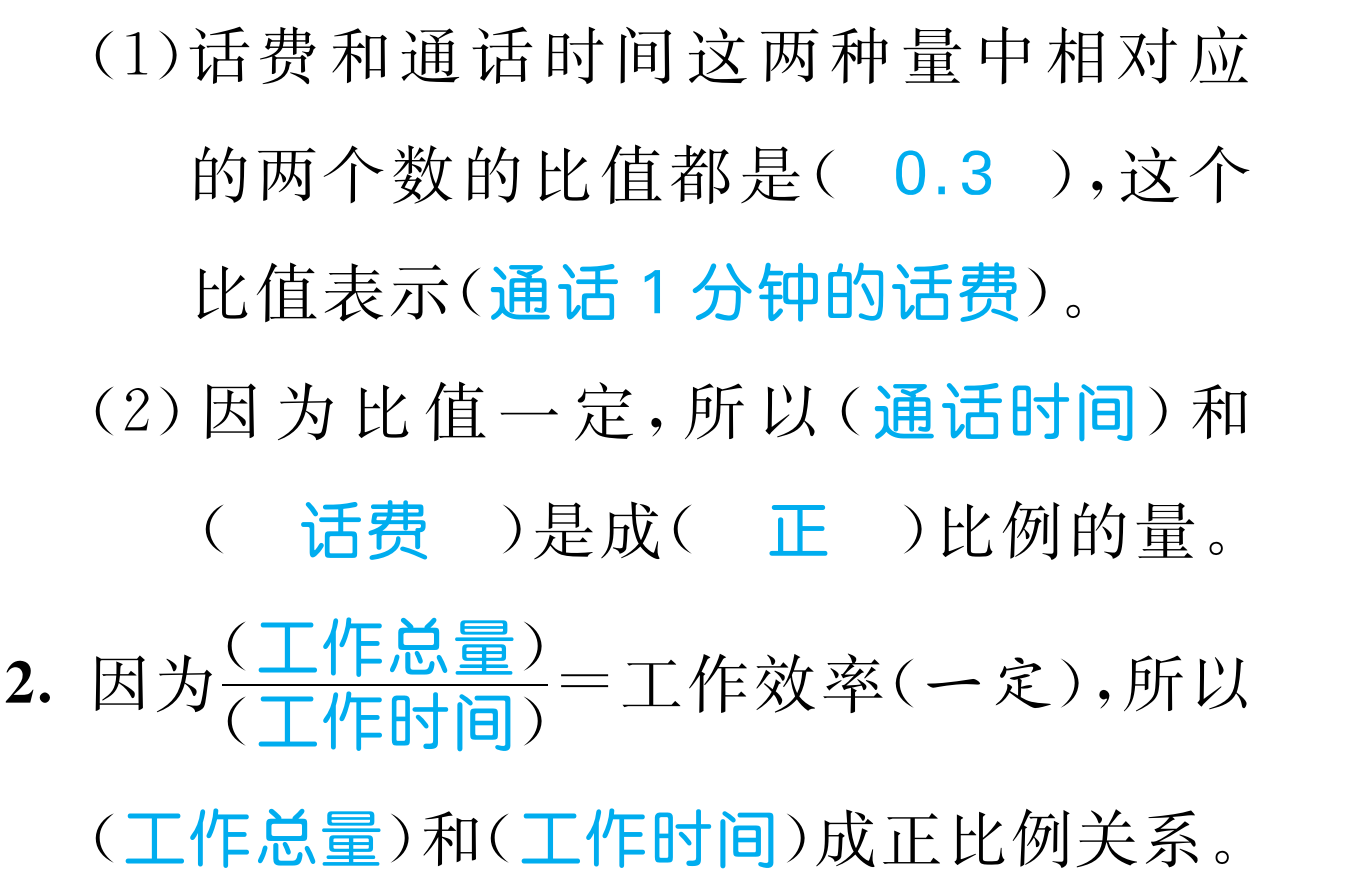 (1)话费和通话时间这两种量中相对应
的两个数的比值都是( 0.3 ),这个
比值表示(通话1分钟的话费)。
(2)因为比值一定,所以(通话时间)和
( 话费 )是成( 正 )比例的量。
2. 因为(工作总量)/(工作时间)=工作效率(一定),所以
(工作总量)和(工作时间)成正比例关系。